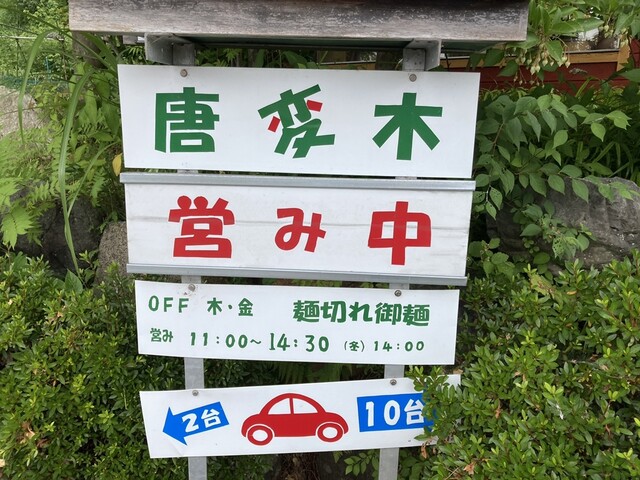 唐変木
営み中
OFF 木・金 麺切れ御麺
営み 11:00～14:30 (冬) 14:00
2台 10台